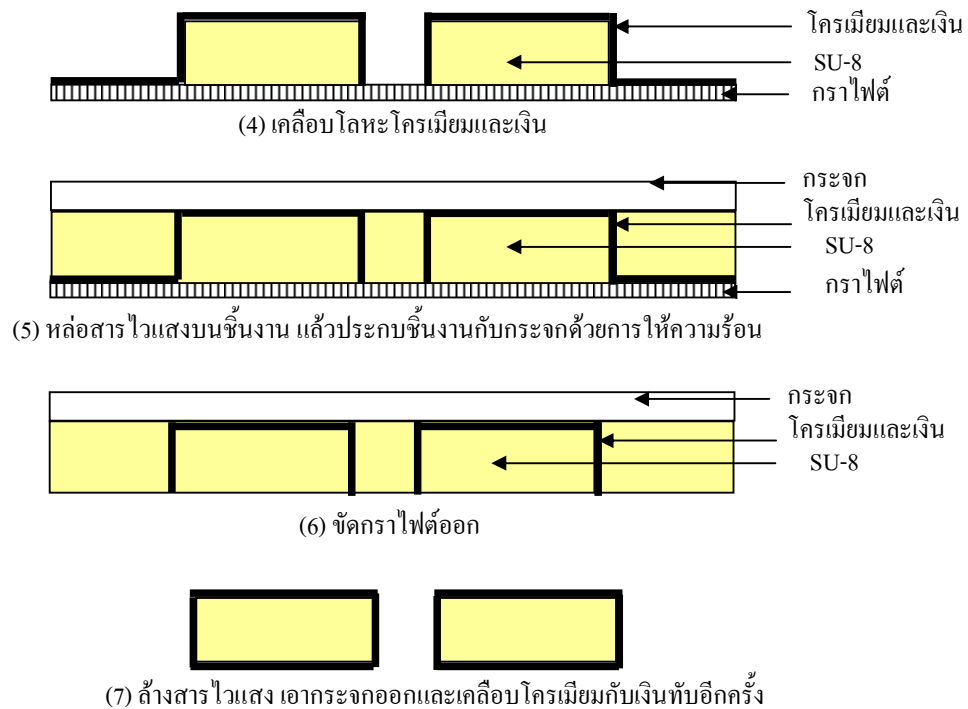 โครเมียมและเงิน
SU-8
กราไฟต์
(4) เคลือบโลหะโครเมียมและเงิน
กระจก
โครเมียมและเงิน
SU-8
กราไฟต์
(5) หล่อสารไวแสงบนชิ้นงาน แล้วประกบชิ้นงานกับกระจกด้วยการให้ความร้อน
กระจก
โครเมียมและเงิน
SU-8
(6) ขัดกราไฟต์ออก
(7) ล้างสารไวแสง เอากระจกออกและเคลือบโครเมียมกับเงินทับอีกครั้ง